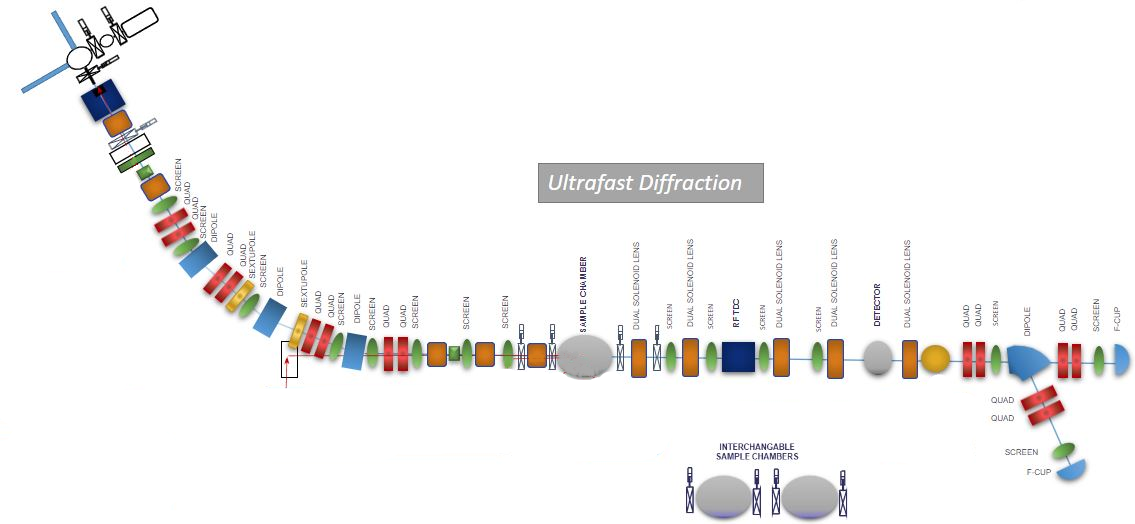 Ultrafast Diffraction
SCREEN
QUAD
QUAD
SCREEN
DIPOLE
QUAD
QUAD
SEXTUPOLE
SCREEN
DIPOLE
SEXTUPOLE
QUAD
QUAD
SCREEN
DIPOLE
SCREEN
QUAD
QUAD
SCREEN
SCREEN
SCREEN
SAMPLE CHAMBER
DUAL SOLENOID LENS
SCREEN
DUAL SOLENOID LENS
SCREEN
RF TDC
SCREEN
DUAL SOLENOID LENS
SCREEN
DUAL SOLENOID LENS
DETECTOR
DUAL SOLENOID LENS
QUAD
QUAD
SCREEN
DIPOLE
QUAD
QUAD
SCREEN
F-CUP
QUAD
QUAD
SCREEN
F-CUP
INTERCHANGABLE
SAMPLE CHAMBERS